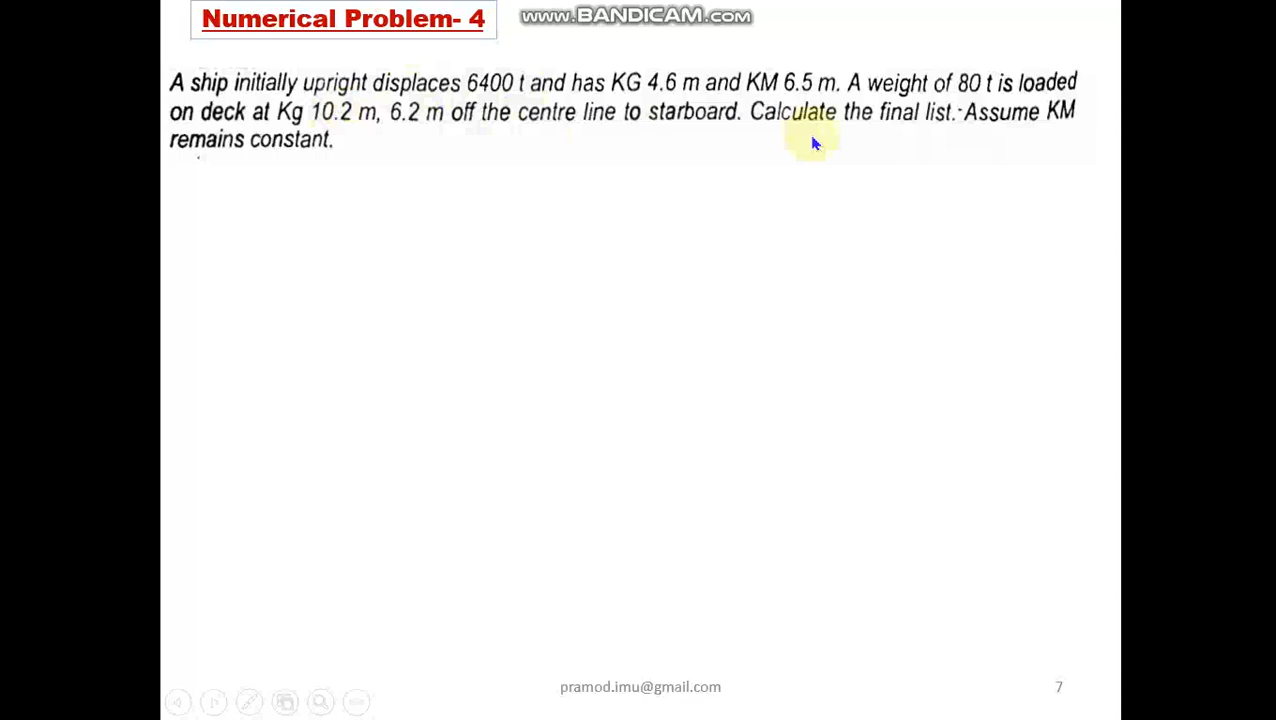 Numerical Problem- 4
www.BANDICAM.com
A ship initially upright displaces 6400 t and has KG 4.6 m and KM 6.5 m. A weight of 80 t is loaded
on deck at Kg 10.2 m, 6.2 m off the centre line to starboard. Calculate the final list. Assume KM
remains constant.
pramod.imu@gmail.com
7